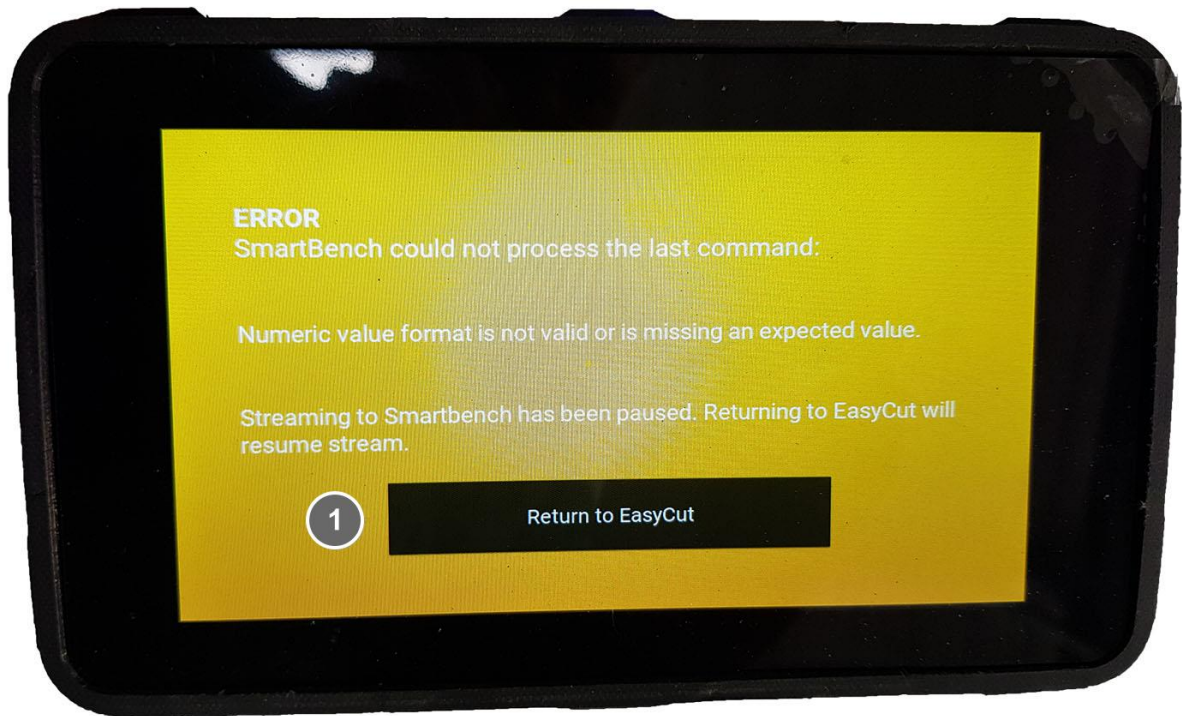 ERROR
SmartBench could not process the last command:
Numeric value format is not valid or is missing an expected value.
Streaming to Smartbench has been paused. Returning to EasyCut will
resume stream.
1
Return to EasyCut